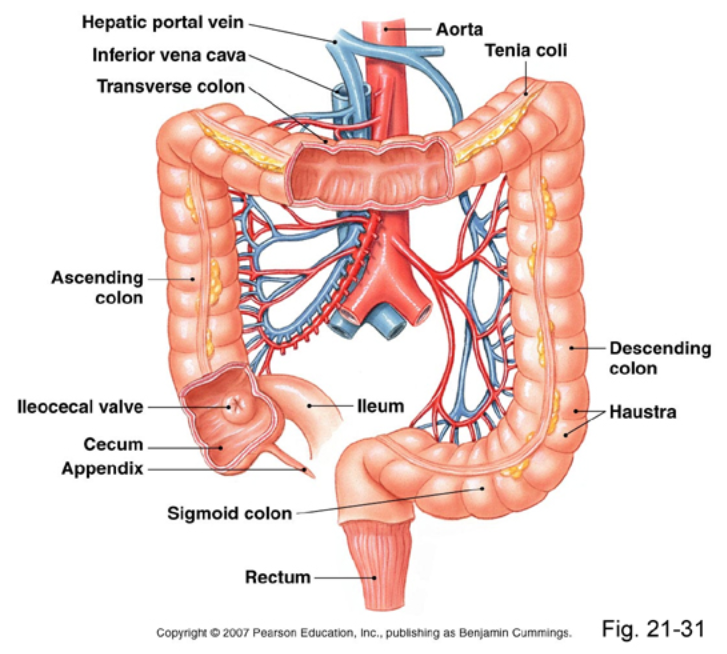 Hepatic portal vein
Aorta
Inferior vena cava
Tenia coli
Transverse colon
Ascending
colon
Descending
colon
Ileocecal valve
Ileum
Haustra
Cecum
Appendix
Sigmoid colon
Rectum
Copyright © 2007 Pearson Education, Inc., publishing as Benjamin Cummings.
Fig. 21-31